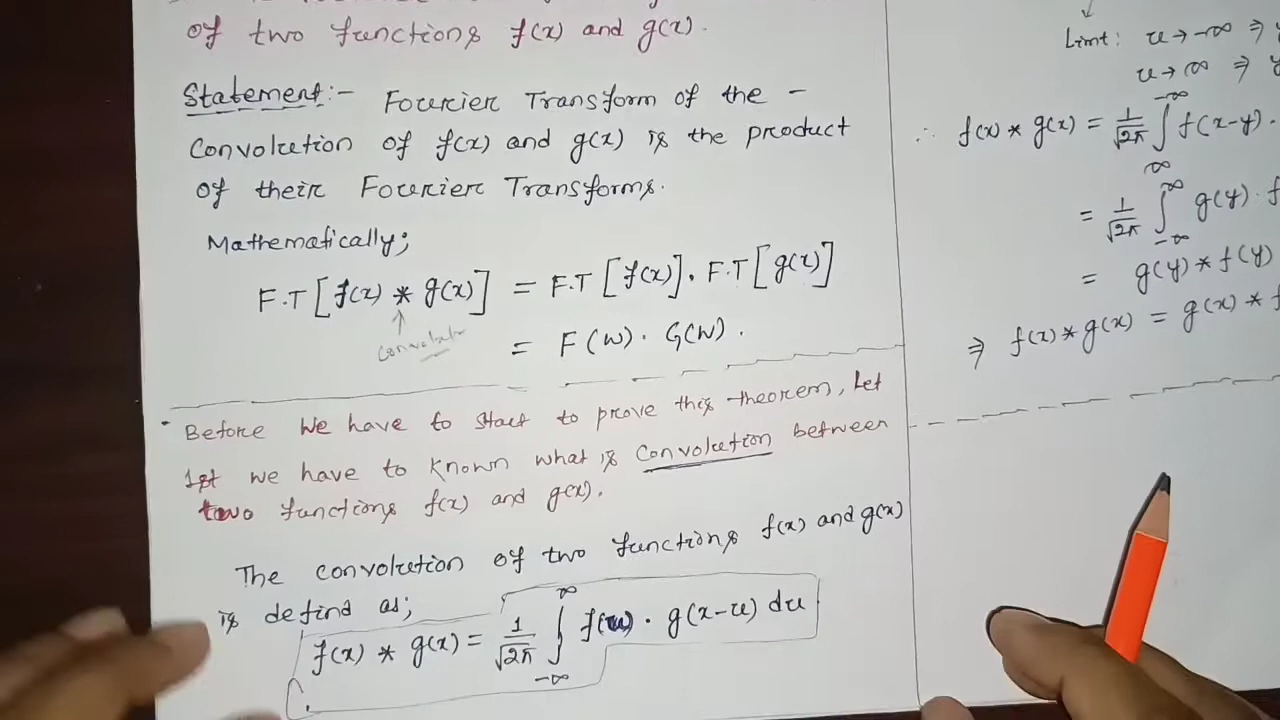 of two functions f(x) and g(x).
Statement:- Fourier Transform of the -
Convolution of f(x) and g(x) is the product
of their Fourier Transforms.
Mathematically;
F.T [f(x) * g(x)] = F.T [f(x)] . F.T [g(x)]
convolution
= F(w) . G(w) .
Before we have to start to prove this theorem, Let
1st we have to known what is convolution between
two functions f(x) and g(x).
The convolution of two functions f(x) and g(x)
is defind as;
f(x) * g(x) = 1/√2π ∫_{-∞}^{∞} f(u) . g(x-u) du
Limt: u → -∞ ⇒
u → ∞ ⇒
∴ f(x) * g(x) = 1/√2π ∫_{∞}^{-∞} f(x-y) .
= 1/√2π ∫_{-∞}^{∞} g(y) . f
= g(y) * f(y)
⇒ f(x) * g(x) = g(x) * f